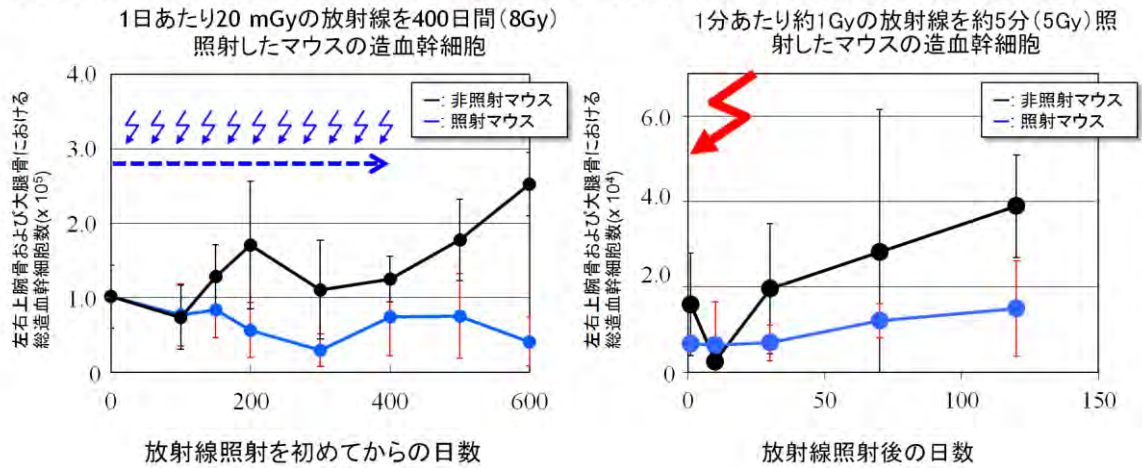 1日あたり20 mGyの放射線を400日間(8Gy)
照射したマウスの造血幹細胞
左右上腕骨および大腿骨における
総造血幹細胞数(x 10⁵)
4.0
3.0
2.0
1.0
0
0
200
400
600
―: 非照射マウス
―: 照射マウス
放射線照射を初めてからの日数
1分あたり約1Gyの放射線を約5分(5Gy)照
射したマウスの造血幹細胞
左右上腕骨および大腿骨における
総造血幹細胞数(x 10⁴)
6.0
4.0
2.0
0
0
50
100
150
―: 非照射マウス
―: 照射マウス
放射線照射後の日数